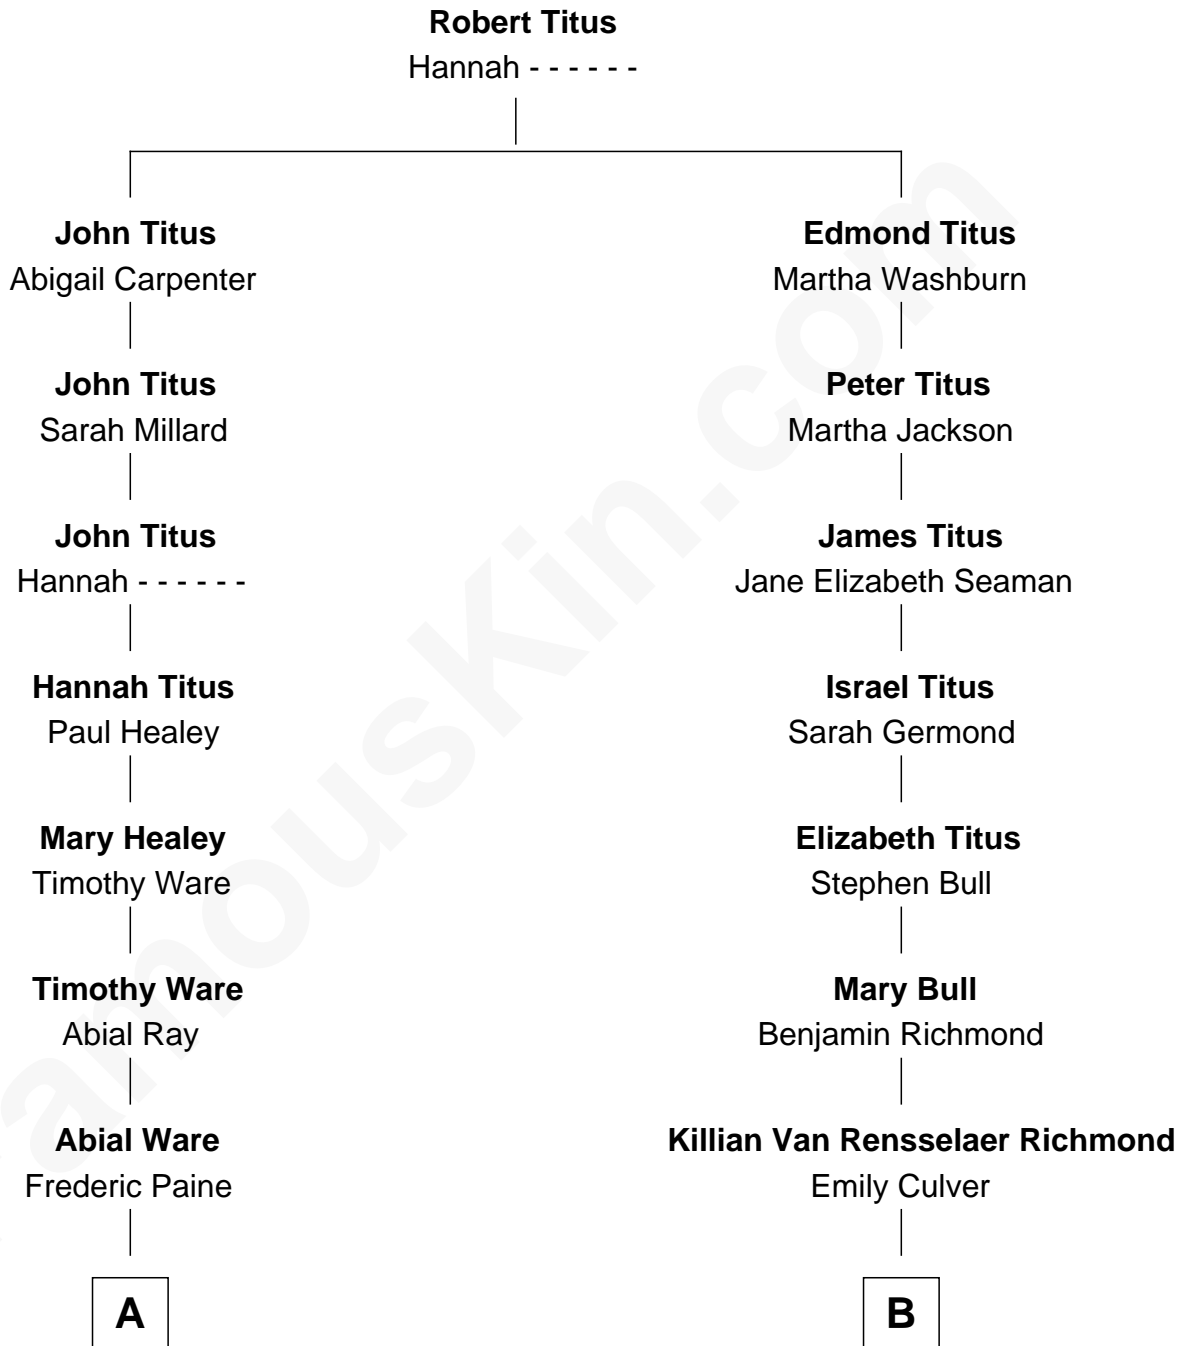 Robert Titus
Hannah - - - - - -
John Titus
Abigail Carpenter
Edmond Titus
Martha Washburn
John Titus
Sarah Millard
Peter Titus
Martha Jackson
John Titus
Hannah - - - - - -
James Titus
Jane Elizabeth Seaman
Hannah Titus
Paul Healey
Israel Titus
Sarah Germond
Mary Healey
Timothy Ware
Elizabeth Titus
Stephen Bull
Timothy Ware
Abial Ray
Mary Bull
Benjamin Richmond
Abial Ware
Frederic Paine
Killian Van Rensselaer Richmond
Emily Culver
A
B
amousKin.com